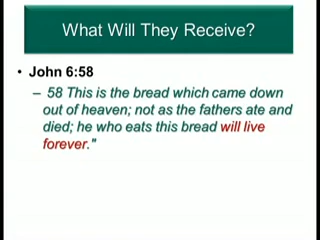 What Will They Receive?
• John 6:58
– 58 This is the bread which came down
out of heaven; not as the fathers ate and
died; he who eats this bread will live
forever."